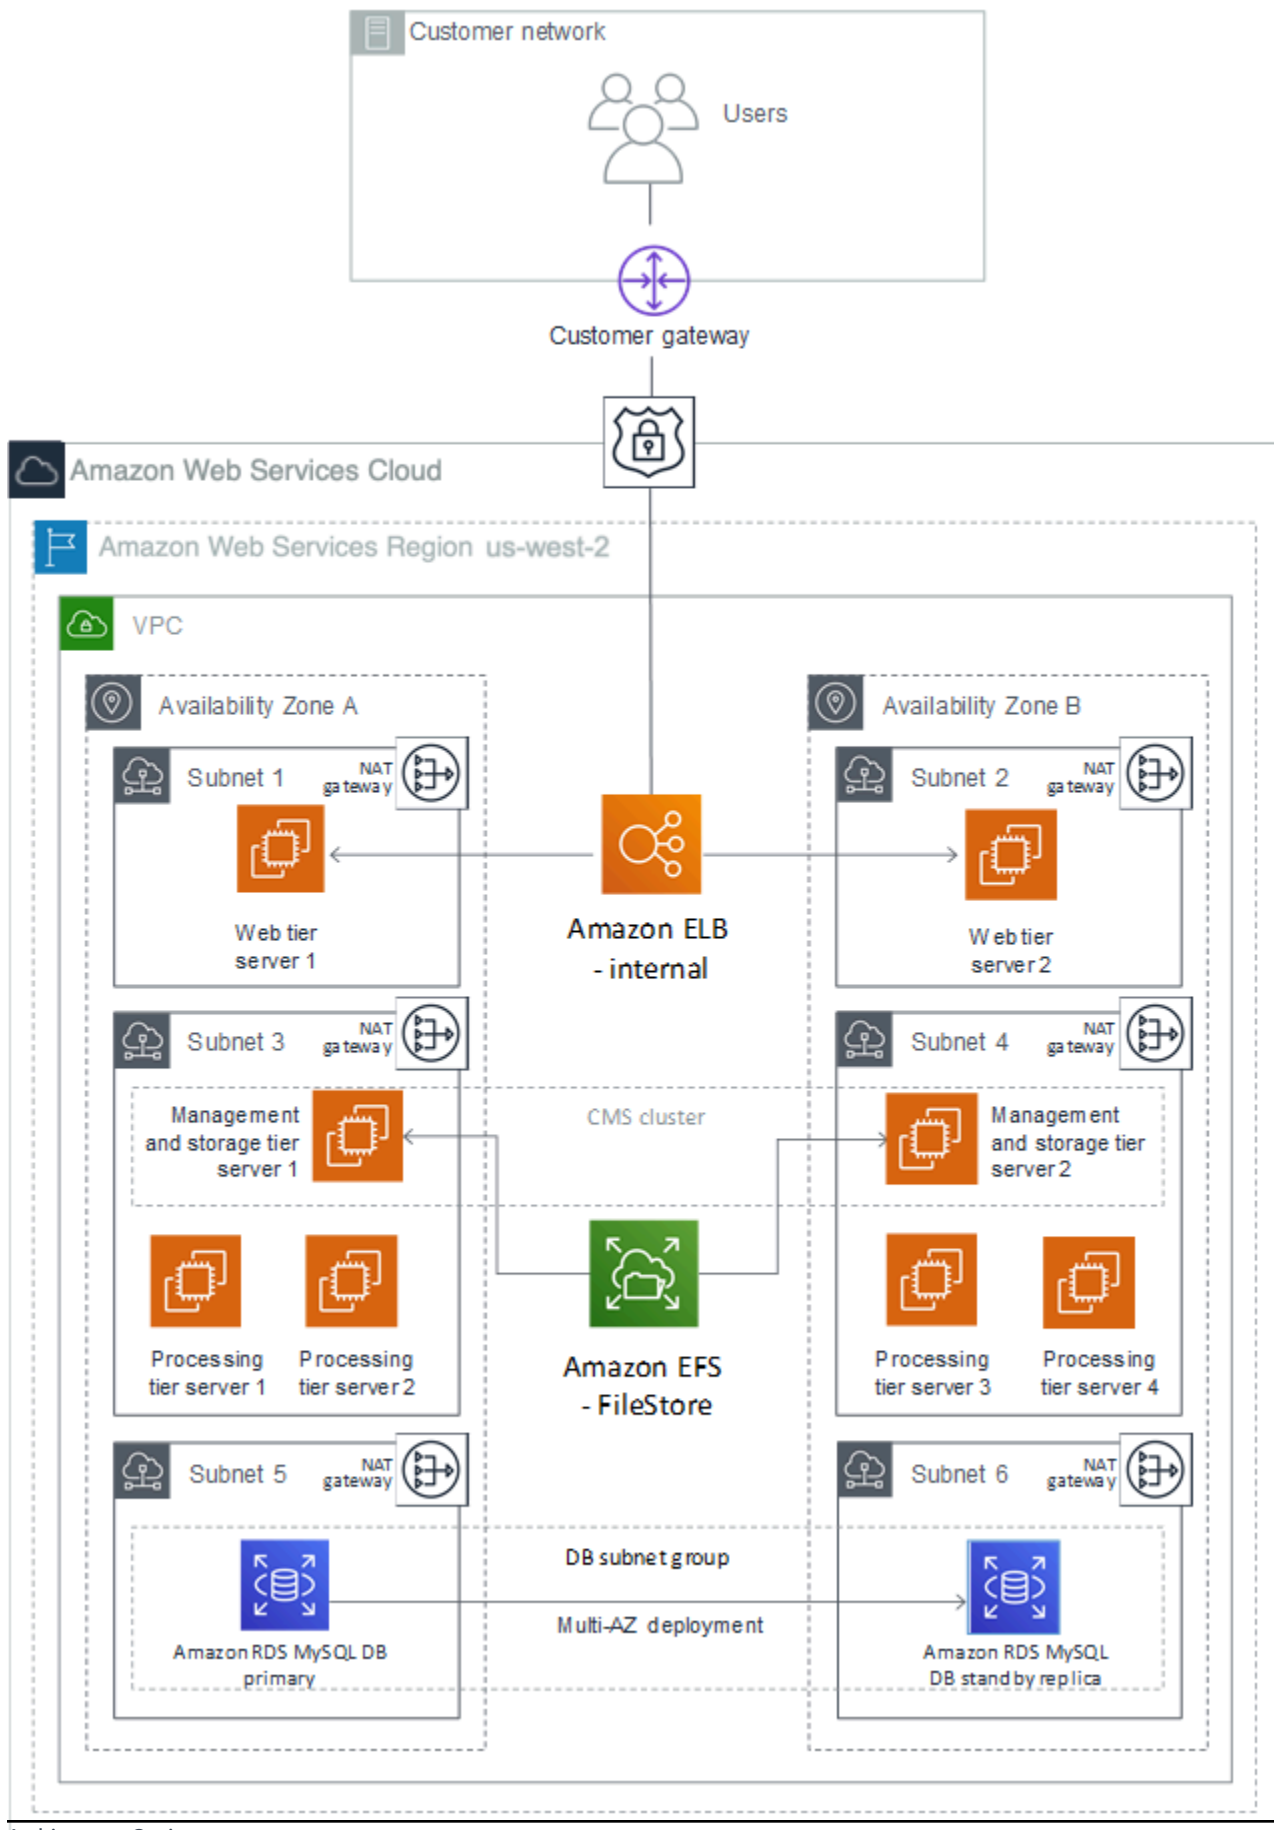 Customer network
Users
Customer gateway
Amazon Web Services Cloud
Amazon Web Services Region us-west-2
VPC
Availability Zone A
Availability Zone B
Subnet 1
NAT
gateway
Subnet 2
NAT
gateway
Web tier
server 1
Amazon ELB
- internal
Web tier
server 2
Subnet 3
NAT
gateway
Subnet 4
NAT
gateway
Management
and storage tier
server 1
CMS cluster
Management
and storage tier
server 2
Processing
tier server 1
Processing
tier server 2
Amazon EFS
- FileStore
Processing
tier server 3
Processing
tier server 4
Subnet 5
NAT
gateway
Subnet 6
NAT
gateway
DB subnet group
Multi-AZ deployment
Amazon RDS MySQL DB
primary
Amazon RDS MySQL
DB standby replica